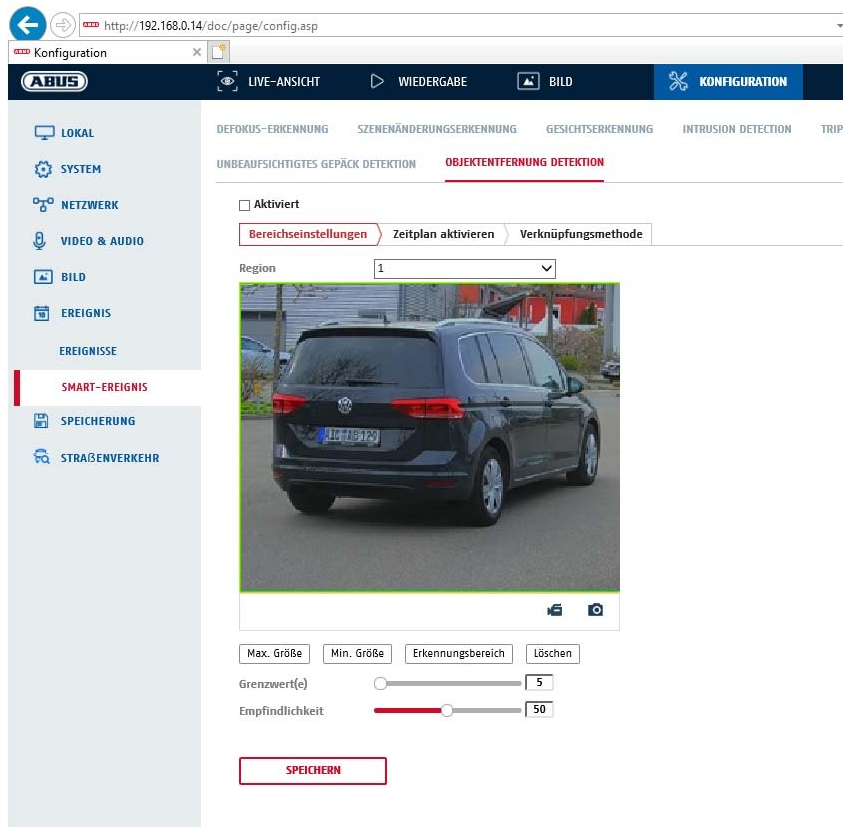 http://192.168.0.14/doc/page/config.asp
Konfiguration
ABUS LIVE-ANSICHT WIEDERGABE BILD KONFIGURATION
LOKAL
SYSTEM
NETZWERK
VIDEO & AUDIO
BILD
EREIGNIS
EREIGNISSE
SMART-EREIGNIS
SPEICHERUNG
STRAßENVERKEHR
DEFOKUS-ERKENNUNG SZENENÄNDERUNGSERKENNUNG GESICHTSERKENNUNG INTRUSION DETECTION TRIP
UNBEAUFSICHTIGTES GEPÄCK DETEKTION OBJEKTENTFERNUNG DETEKTION
Aktiviert
Bereichseinstellungen Zeitplan aktivieren Verknüpfungsmethode
Region 1
Max. Größe Min. Größe Erkennungsbereich Löschen
Grenzwert(e) 5
Empfindlichkeit 50
SPEICHERN